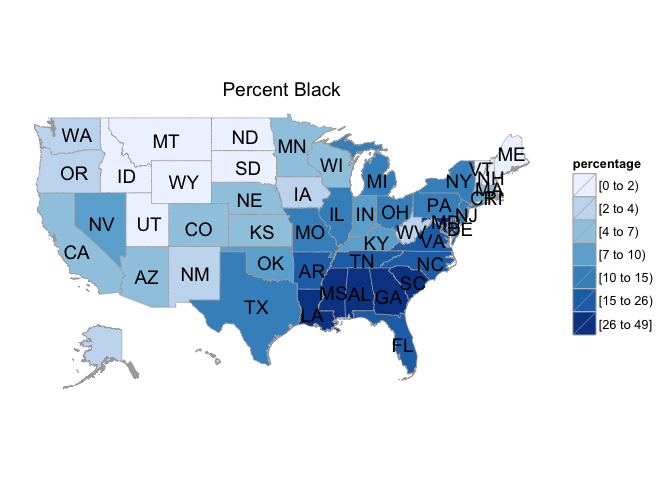 Percent Black
WA
MT
ND
MN
ME
VT
OR
ID
SD
WI
NH
WY
MI
NY
MA
CT
RI
NE
IA
PA
NJ
NV
UT
CO
IL
IN
OH
MD
DE
CA
KS
MO
KY
WV
VA
AZ
NM
OK
AR
TN
NC
TX
LA
MS
AL
GA
SC
FL
percentage
[0 to 2)
[2 to 4)
[4 to 7)
[7 to 10)
[10 to 15)
[15 to 26)
[26 to 49]